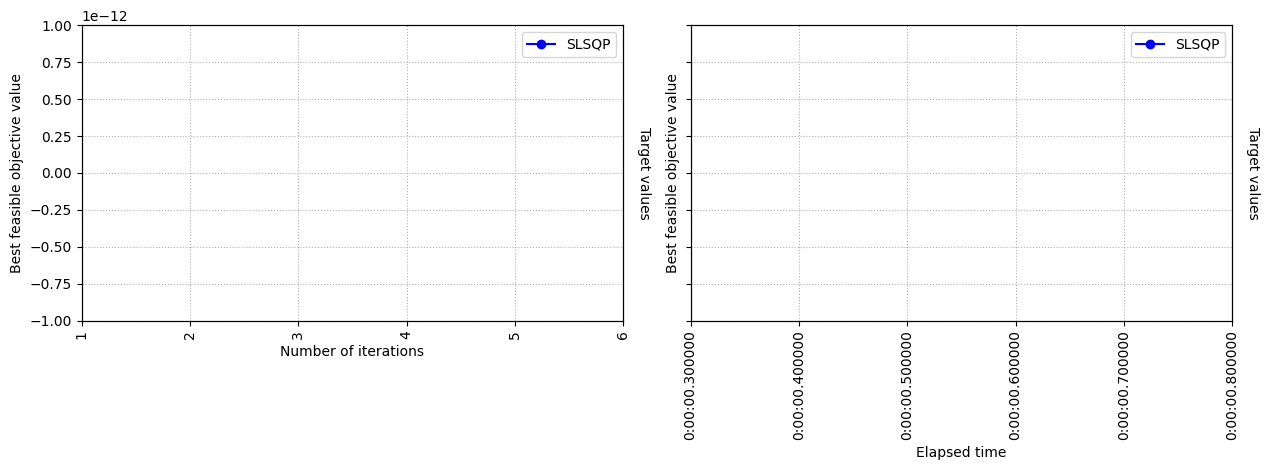 1e−12
1.00
0.75
0.50
0.25
0.00
−0.25
−0.50
−0.75
−1.00
Best feasible objective value
SLSQP
Target values
1
2
3
4
5
6
Number of iterations
Best feasible objective value
SLSQP
Target values
0:00:00.300000
0:00:00.400000
0:00:00.500000
0:00:00.600000
0:00:00.700000
0:00:00.800000
Elapsed time